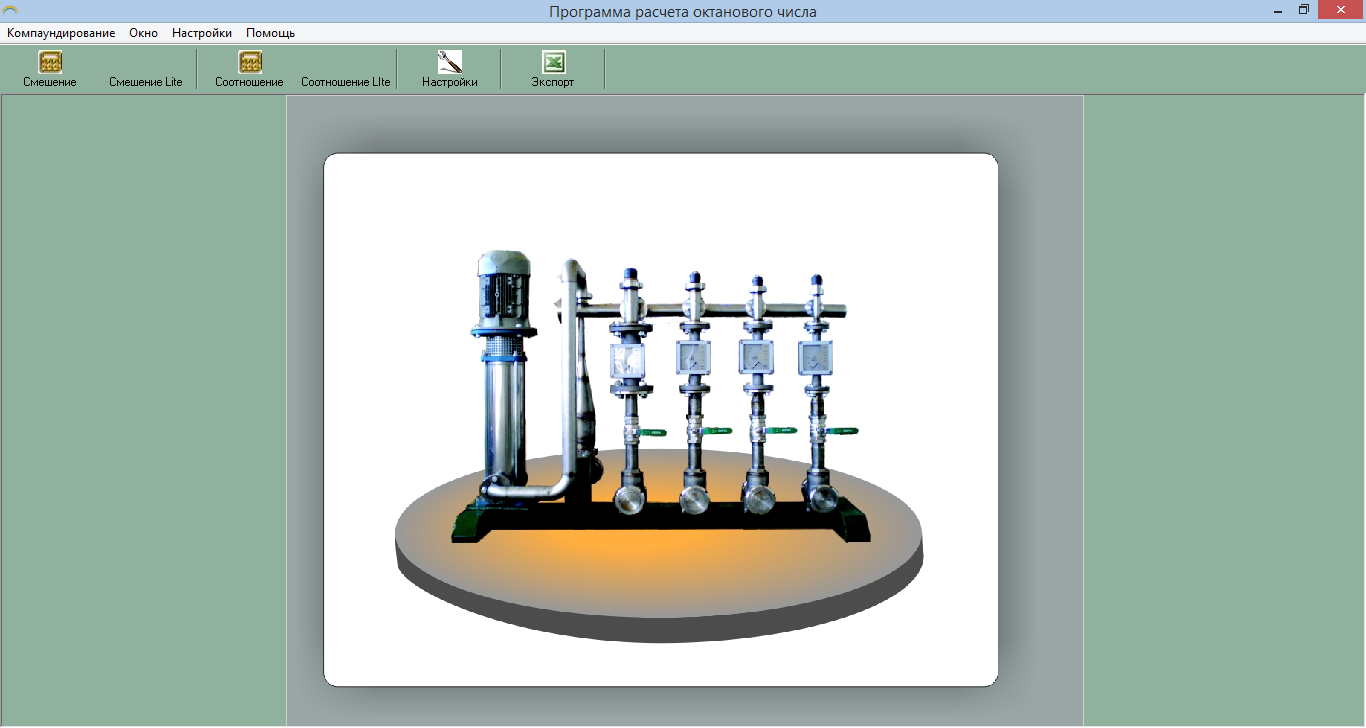 Программа расчета октанового числа
Компаундирование Окно Настройки Помощь
Смешение Смешение Lite Соотношение Соотношение LIte Настройки Экспорт